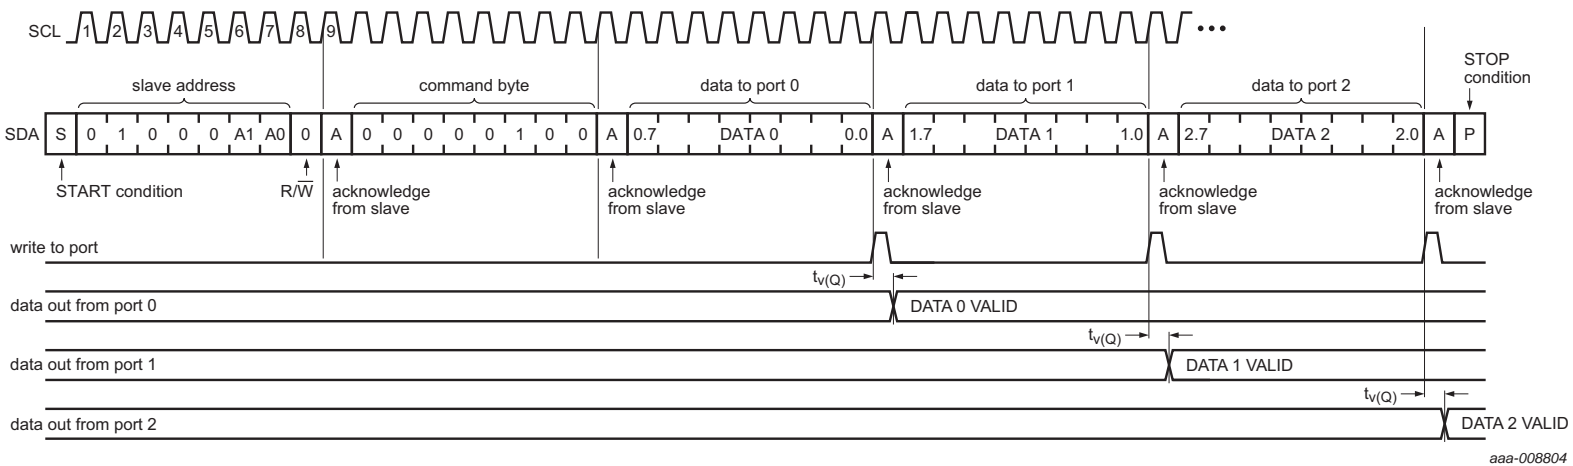 SCL 1 2 3 4 5 6 7 8 9
STOP condition
slave address command byte data to port 0 data to port 1 data to port 2
SDA S 0 1 0 0 0 A1 A0 0 A 0 0 0 0 0 1 0 0 A 0.7 DATA 0 0.0 A 1.7 DATA 1 1.0 A 2.7 DATA 2 2.0 A P
START condition R/W acknowledge from slave acknowledge from slave acknowledge from slave acknowledge from slave acknowledge from slave
write to port
tv(Q)
data out from port 0 DATA 0 VALID
tv(Q)
data out from port 1 DATA 1 VALID
tv(Q)
data out from port 2 DATA 2 VALID
aaa-008804